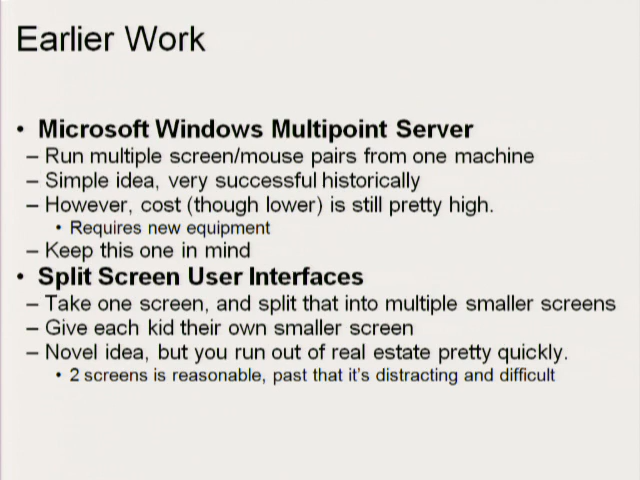 Earlier Work
• Microsoft Windows Multipoint Server
– Run multiple screen/mouse pairs from one machine
– Simple idea, very successful historically
– However, cost (though lower) is still pretty high.
• Requires new equipment
– Keep this one in mind
• Split Screen User Interfaces
– Take one screen, and split that into multiple smaller screens
– Give each kid their own smaller screen
– Novel idea, but you run out of real estate pretty quickly.
• 2 screens is reasonable, past that it's distracting and difficult